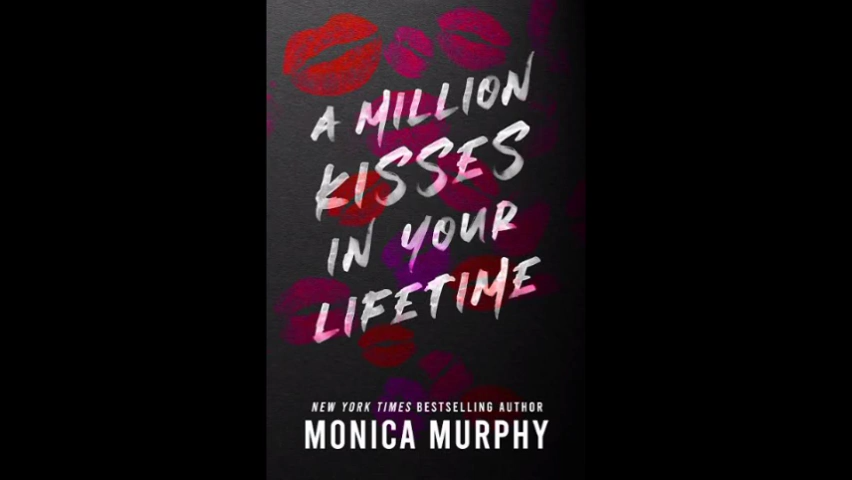 A MILLION
KISSES
IN YOUR
LIFETIME
NEW YORK TIMES BESTSELLING AUTHOR
MONICA MURPHY